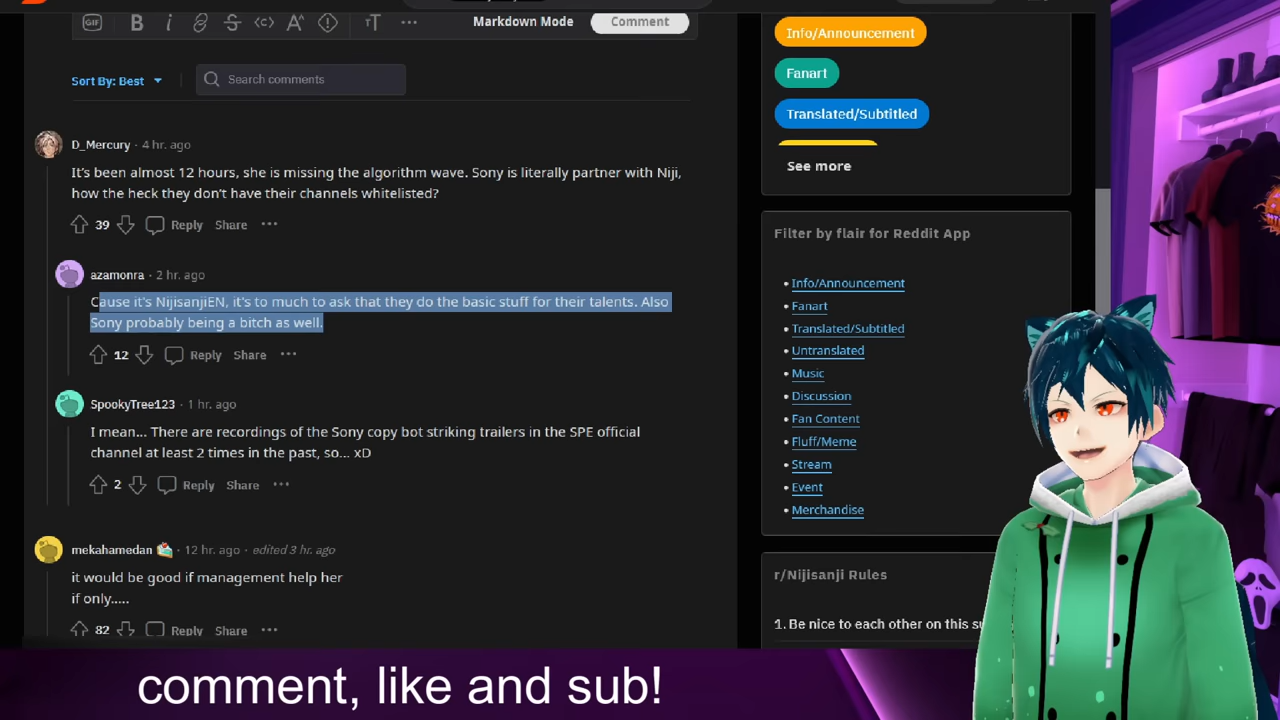 GIF
Markdown Mode
Comment
Sort By: Best
Search comments
D_Mercury · 4 hr. ago
It's been almost 12 hours, she is missing the algorithm wave. Sony is literally partner with Niji,
how the heck they don't have their channels whitelisted?
39 Reply Share ···
azamonra · 2 hr. ago
Cause it's NijisanjiEN, it's to much to ask that they do the basic stuff for their talents. Also
Sony probably being a bitch as well.
12 Reply Share ···
SpookyTree123 · 1 hr. ago
I mean... There are recordings of the Sony copy bot striking trailers in the SPE official
channel at least 2 times in the past, so... xD
2 Reply Share ···
mekahamedan · 12 hr. ago · edited 3 hr. ago
it would be good if management help her
if only.....
82 Reply Share ···
Info/Announcement
Fanart
Translated/Subtitled
See more
Filter by flair for Reddit App
• Info/Announcement
• Fanart
• Translated/Subtitled
• Untranslated
• Music
• Discussion
• Fan Content
• Fluff/Meme
• Stream
• Event
• Merchandise
r/Nijisanji Rules
1. Be nice to each other on this su
comment, like and sub!